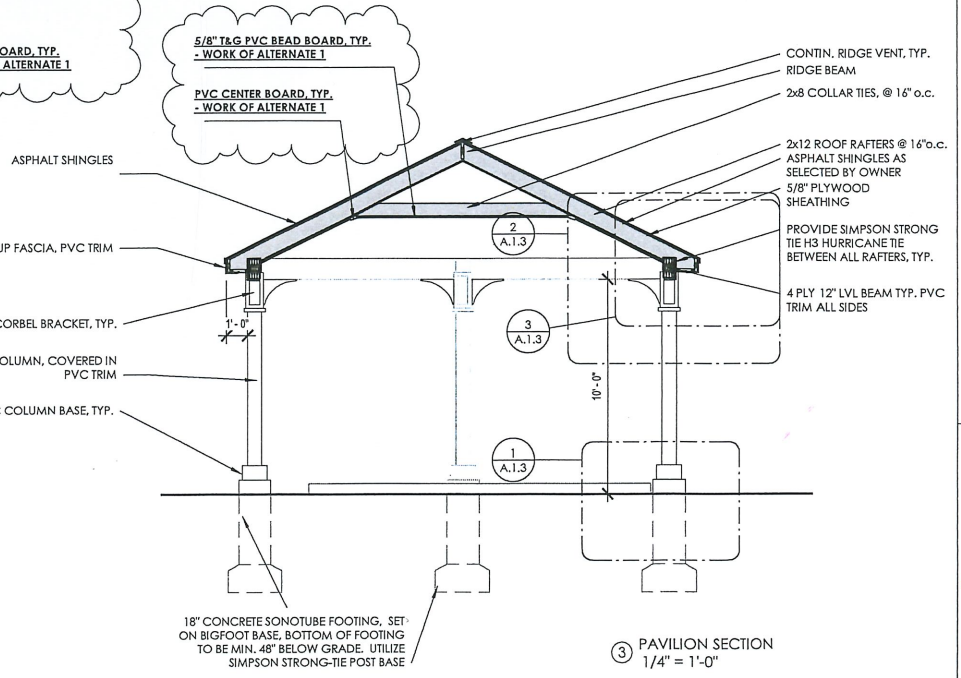 OARD, TYP.
ALTERNATE 1
5/8" T&G PVC BEAD BOARD, TYP.
- WORK OF ALTERNATE 1
PVC CENTER BOARD, TYP.
- WORK OF ALTERNATE 1
CONTIN. RIDGE VENT, TYP.
RIDGE BEAM
2x8 COLLAR TIES, @ 16" o.c.
ASPHALT SHINGLES
2x12 ROOF RAFTERS @ 16"o.c.
ASPHALT SHINGLES AS
SELECTED BY OWNER
5/8" PLYWOOD
SHEATHING
2
A.1.3
UP FASCIA, PVC TRIM
PROVIDE SIMPSON STRONG
TIE H3 HURRICANE TIE
BETWEEN ALL RAFTERS, TYP.
4 PLY 12" LVL BEAM TYP. PVC
TRIM ALL SIDES
CORBEL BRACKET, TYP.
1'-0"
3
A.1.3
OLUMN, COVERED IN
PVC TRIM
10'-0"
COLUMN BASE, TYP.
1
A.1.3
18" CONCRETE SONOTUBE FOOTING, SET
ON BIGFOOT BASE, BOTTOM OF FOOTING
TO BE MIN. 48" BELOW GRADE. UTILIZE
SIMPSON STRONG-TIE POST BASE
3 PAVILION SECTION
1/4" = 1'-0"